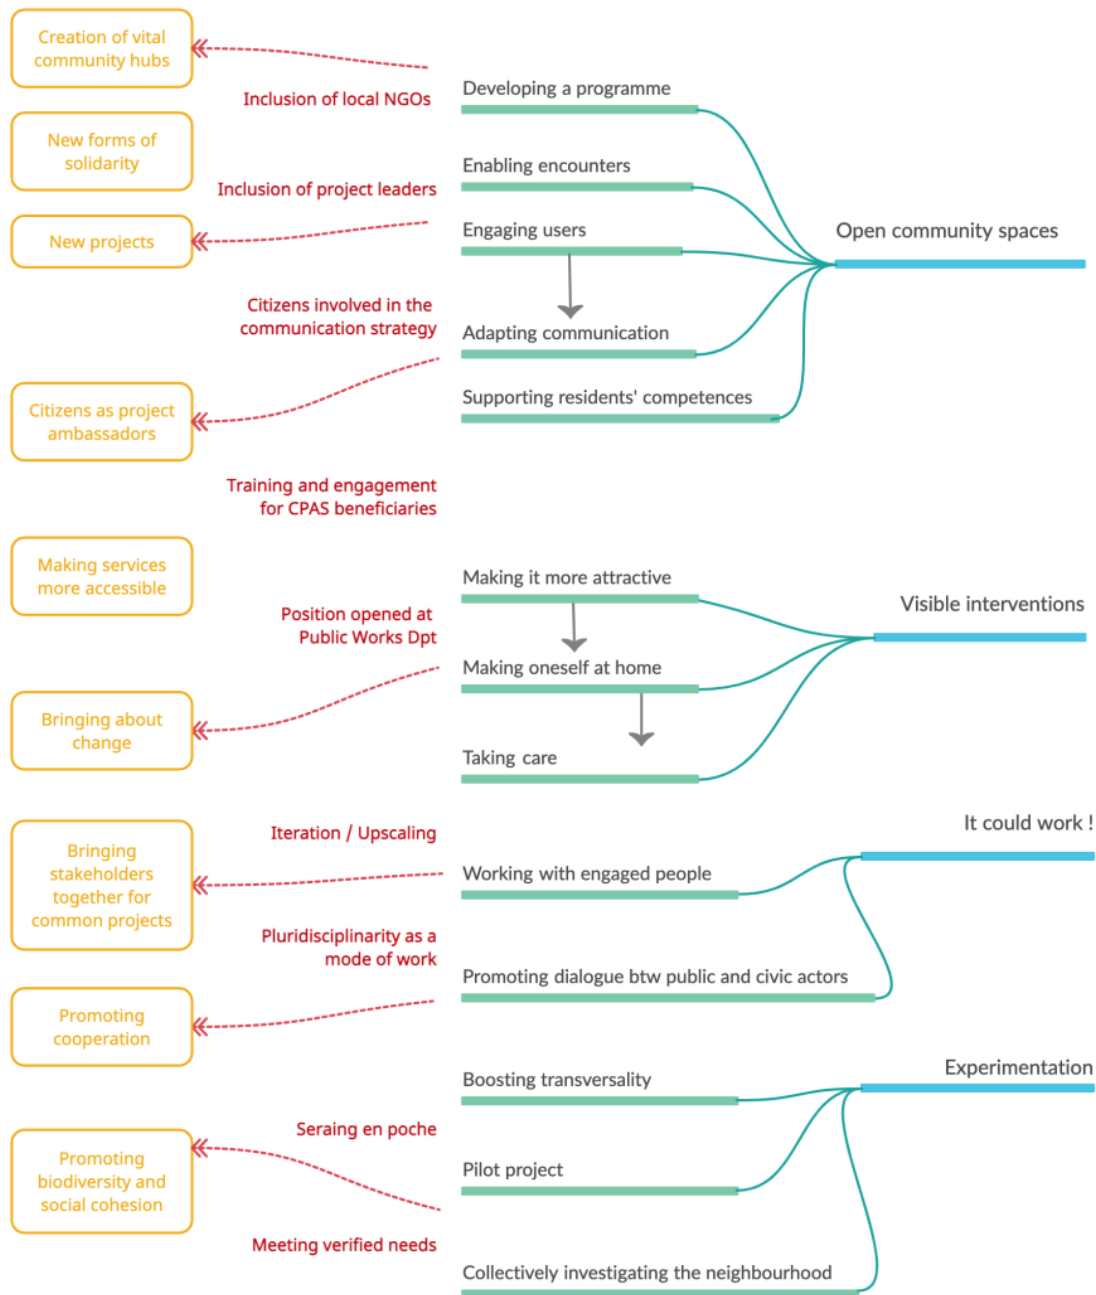 Creation of vital
community hubs
New forms of
solidarity
New projects
Citizens as project
ambassadors
Making services
more accessible
Bringing about
change
Bringing
stakeholders
together for
common projects
Promoting
cooperation
Promoting
biodiversity and
social cohesion
Inclusion of local NGOs
Inclusion of project leaders
Citizens involved in the
communication strategy
Training and engagement
for CPAS beneficiaries
Position opened at
Public Works Dpt
Iteration / Upscaling
Pluridisciplinarity as a
mode of work
Seraing en poche
Meeting verified needs
Developing a programme
Enabling encounters
Engaging users
Adapting communication
Supporting residents' competences
Making it more attractive
Making oneself at home
Taking care
Working with engaged people
Promoting dialogue btw public and civic actors
Boosting transversality
Pilot project
Collectively investigating the neighbourhood
Open community spaces
Visible interventions
It could work !
Experimentation